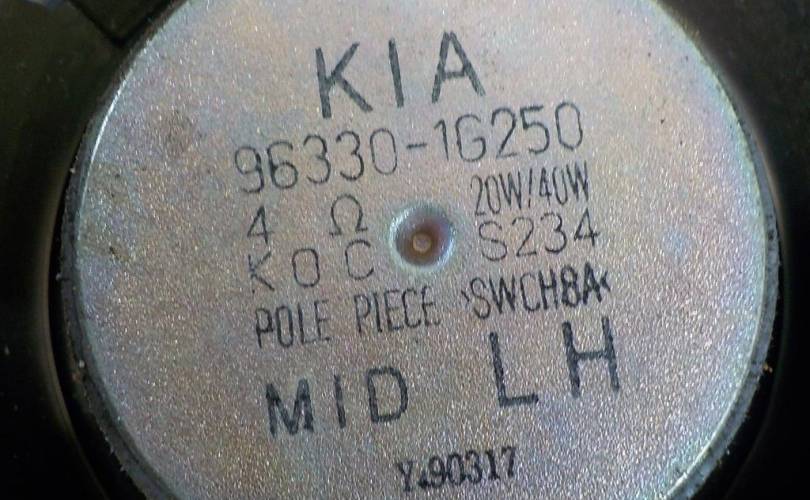 KIA
96330-1G250
4 Ω 20W/40W
KOC S234
POLE PIECE >SWCH8A<
MID LH
Y.90317